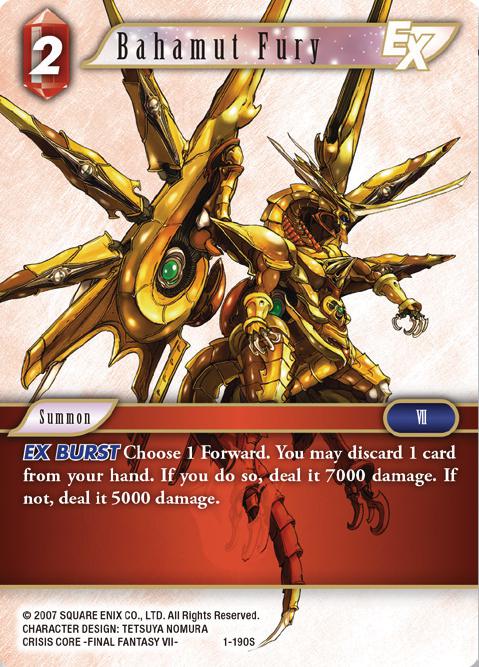 2
Bahamut Fury
EX
Summon
VII
EX BURST Choose 1 Forward. You may discard 1 card
from your hand. If you do so, deal it 7000 damage. If
not, deal it 5000 damage.
© 2007 SQUARE ENIX CO., LTD. All Rights Reserved.
CHARACTER DESIGN: TETSUYA NOMURA
CRISIS CORE -FINAL FANTASY VII- 1-190S